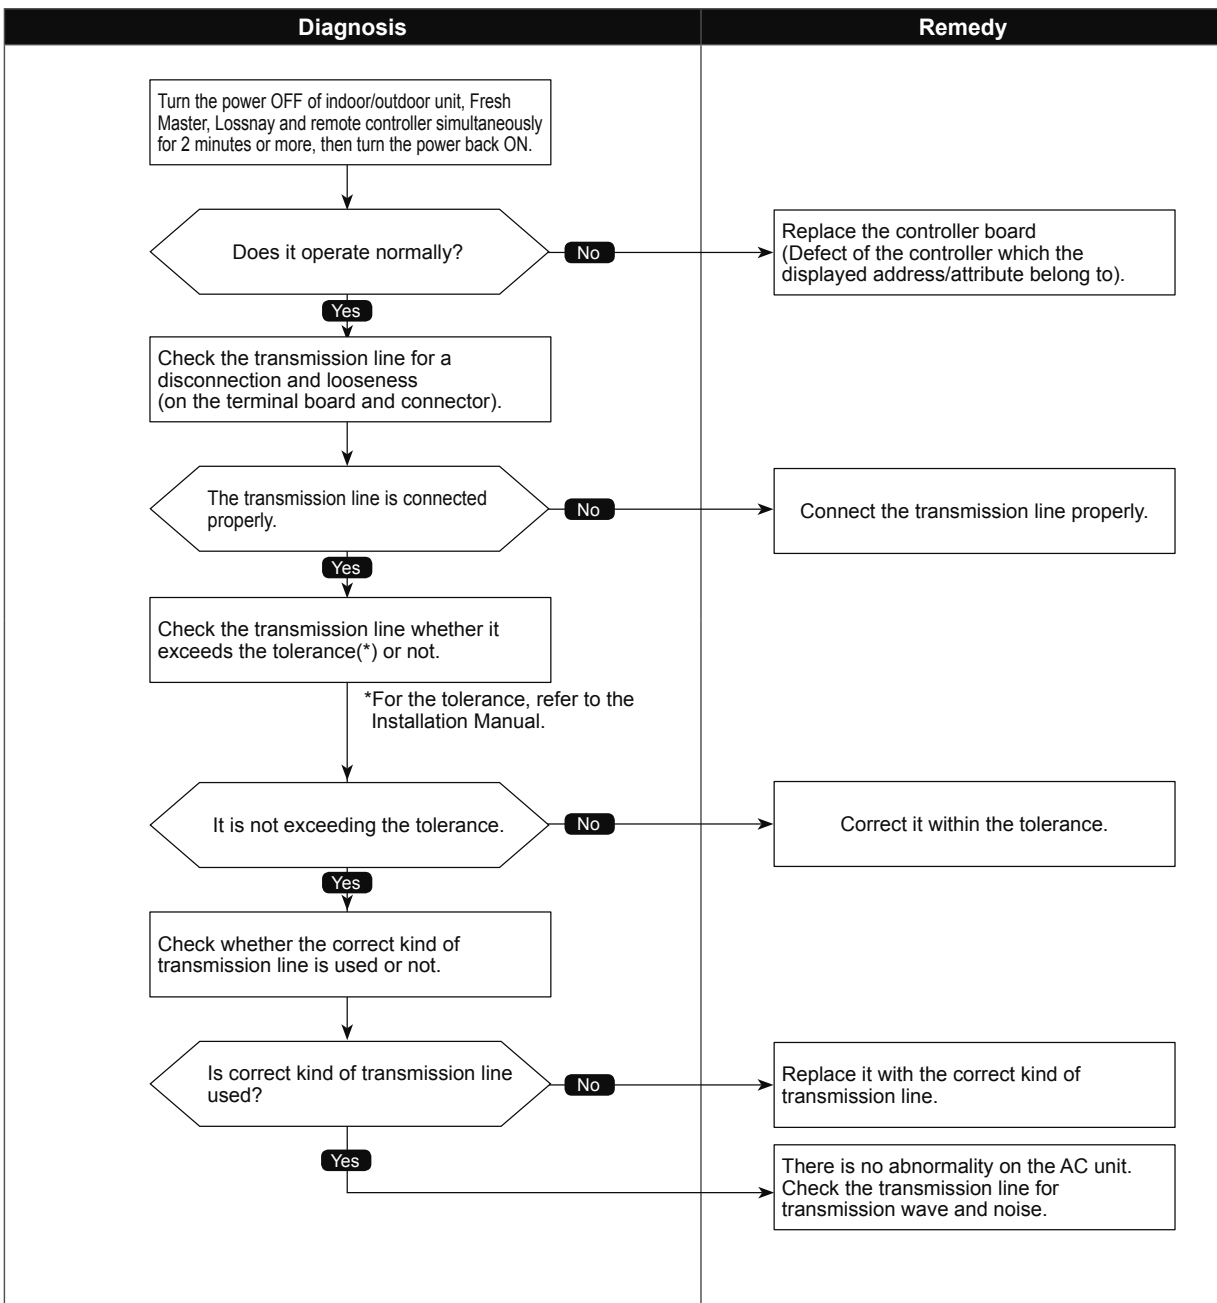 Diagnosis
Remedy
Turn the power OFF of indoor/outdoor unit, Fresh
Master, Lossnay and remote controller simultaneously
for 2 minutes or more, then turn the power back ON.
Does it operate normally?
No
Replace the controller board
(Defect of the controller which the
displayed address/attribute belong to).
Yes
Check the transmission line for a
disconnection and looseness
(on the terminal board and connector).
The transmission line is connected
properly.
No
Connect the transmission line properly.
Yes
Check the transmission line whether it
exceeds the tolerance(*) or not.
*For the tolerance, refer to the
Installation Manual.
It is not exceeding the tolerance.
No
Correct it within the tolerance.
Yes
Check whether the correct kind of
transmission line is used or not.
Is correct kind of transmission line
used?
No
Replace it with the correct kind of
transmission line.
Yes
There is no abnormality on the AC unit.
Check the transmission line for
transmission wave and noise.